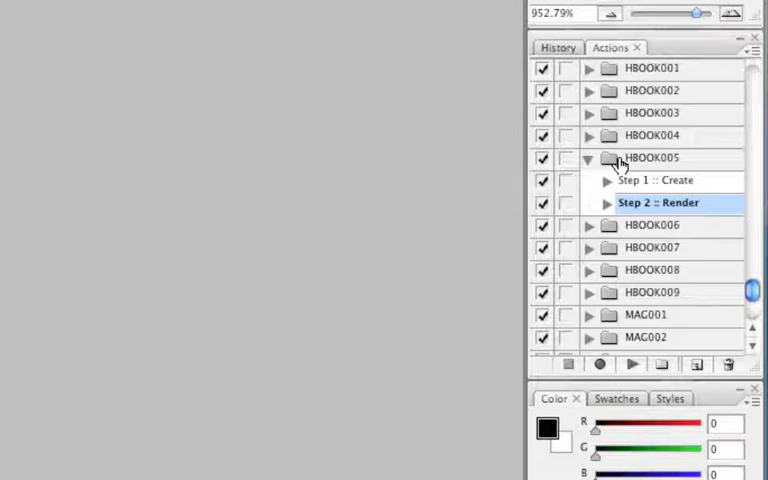 952.79%
History Actions ×
HBOOK001
HBOOK002
HBOOK003
HBOOK004
HBOOK005
Step 1 :: Create
Step 2 :: Render
HBOOK006
HBOOK007
HBOOK008
HBOOK009
MAG001
MAG002
Color × Swatches Styles
R 0
G 0
B 0